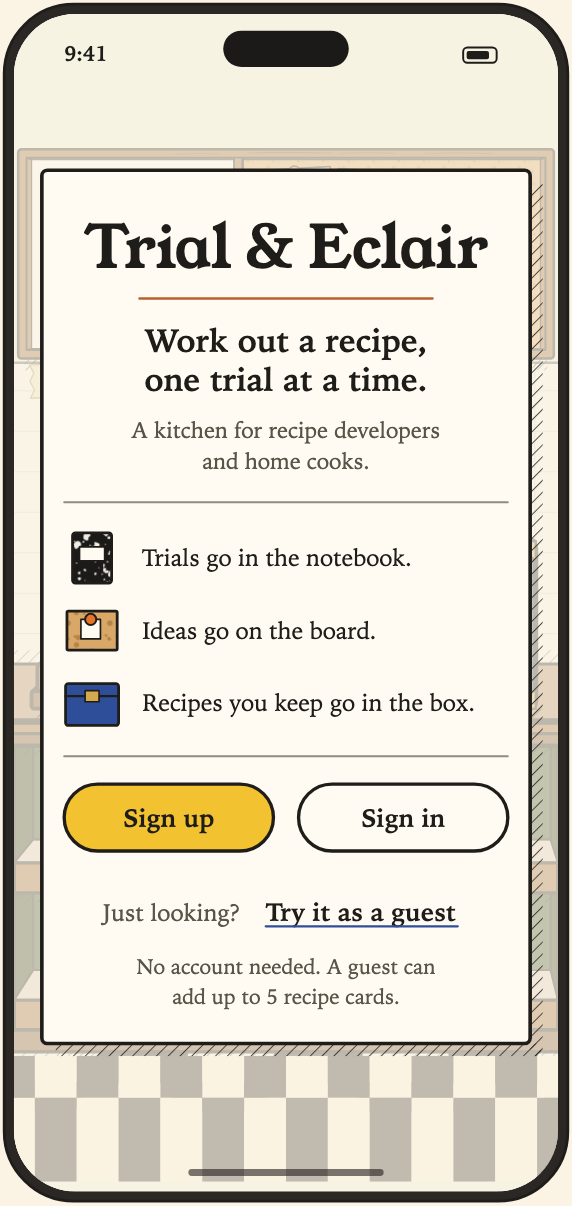 9:41
Trial & Eclair
Work out a recipe,
one trial at a time.
A kitchen for recipe developers
and home cooks.
Trials go in the notebook.
Ideas go on the board.
Recipes you keep go in the box.
Sign up
Sign in
Just looking? Try it as a guest
No account needed. A guest can
add up to 5 recipe cards.